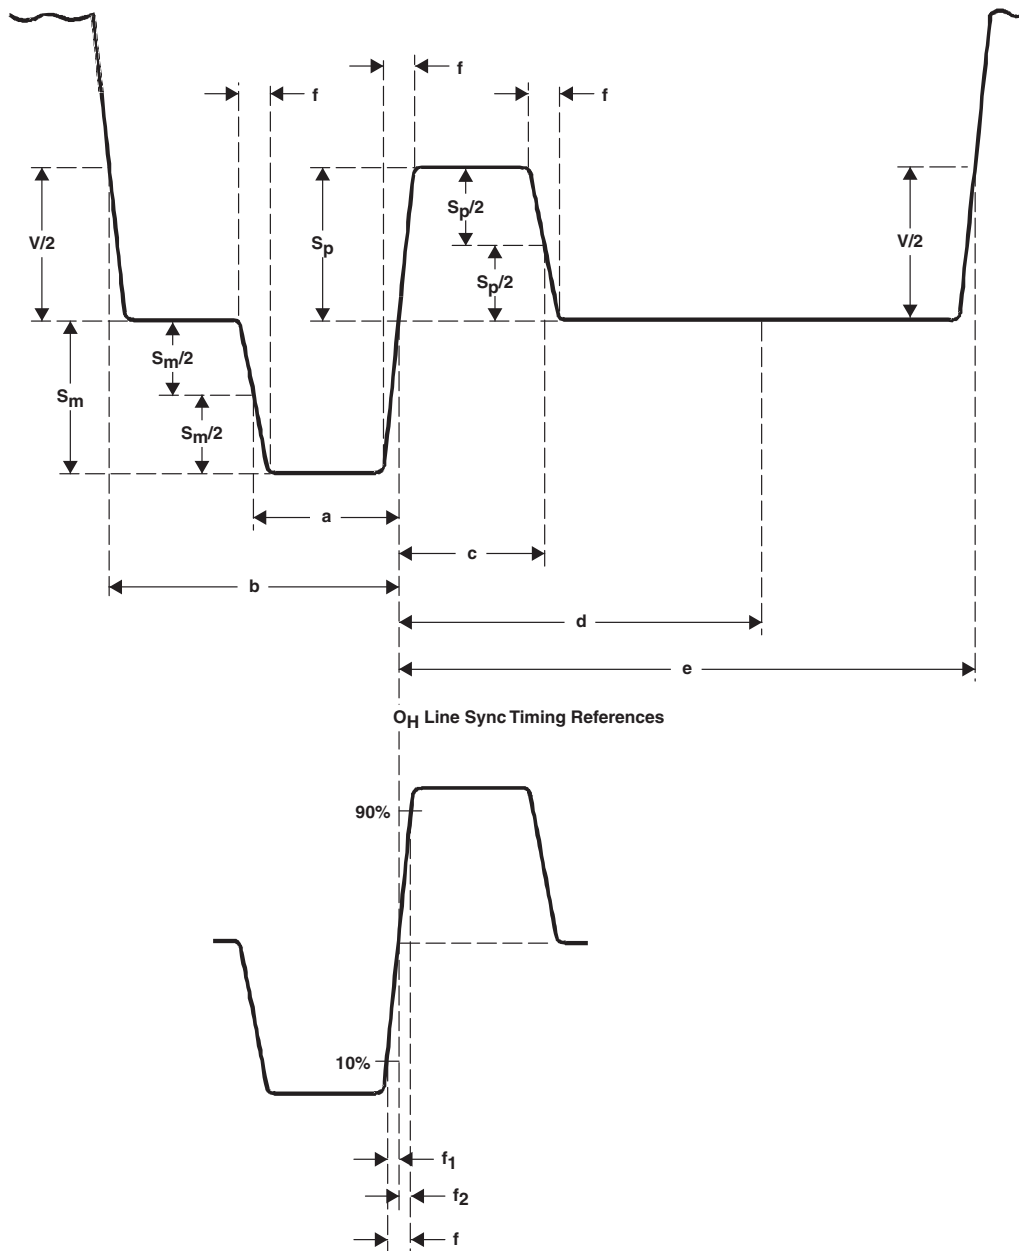 f
f
f
Sp/2
V/2
Sp
V/2
Sp/2
Sm/2
Sm
Sm/2
a
c
b
d
e
OH Line Sync Timing References
90%
10%
f1
f2
f